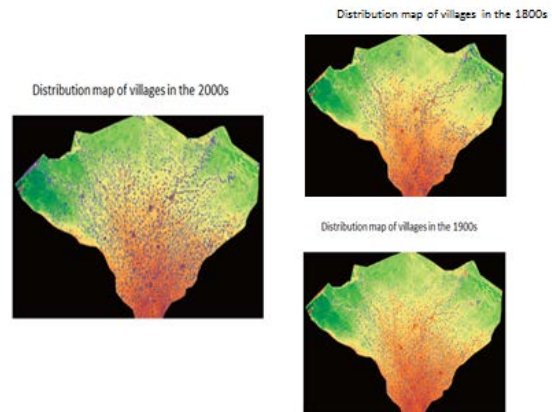 Distribution map of villages in the 1800s
Distribution map of villages in the 2000s
Distribution map of villages in the 1900s